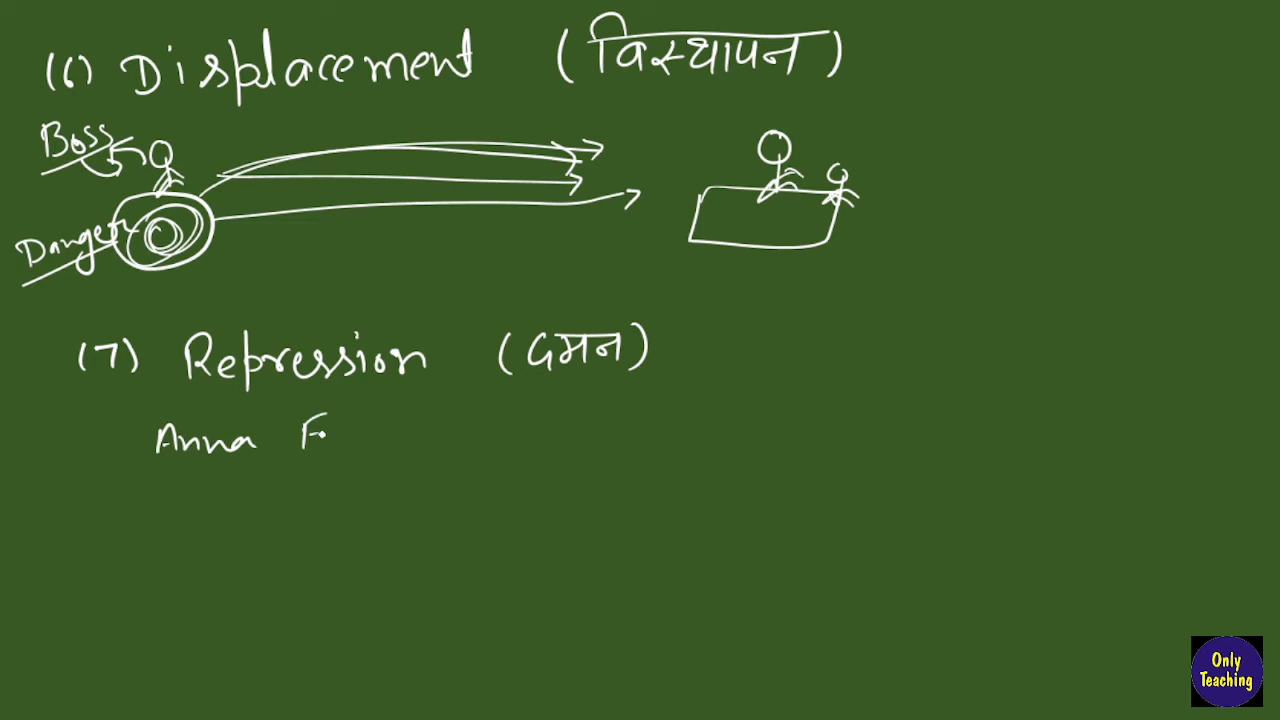 (6) Displacement (विस्थापन)
Boss
Danger
(7) Repression (दमन)
Anna F
Only
Teaching